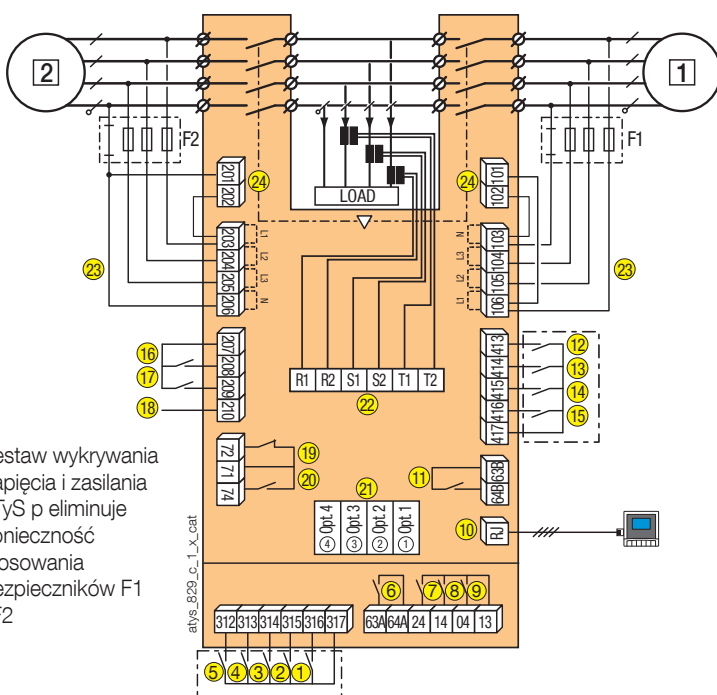 2
1
F2
F1
201
202
24
24
101
102
LOAD
203
204
205
206
L1
L2
L3
N
N
L3
L2
L1
103
104
105
106
23
23
207
208
209
210
16
17
18
413
414
415
416
417
12
13
14
15
R1 R2 S1 S2 T1 T2
22
72
71
74
19
20
11
63B
64B
estaw wykrywania
apięcia i zasilania
TyS p eliminuje
onieczność
osowania
ezpieczników F1
F2
21
Opt.4 ④
Opt.3 ③
Opt.2 ②
Opt.1 ①
10
RJ
atys_829_c_1_x_cat
6
7 8 9
312 313 314 315 316 317
63A 64A 24 14 04 13
5 4 3 2 1